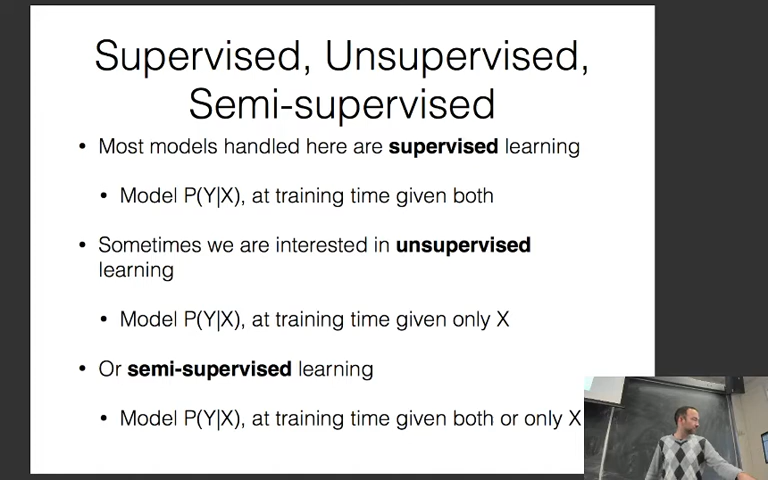 Supervised, Unsupervised,
Semi-supervised
• Most models handled here are supervised learning
• Model P(Y|X), at training time given both
• Sometimes we are interested in unsupervised
learning
• Model P(Y|X), at training time given only X
• Or semi-supervised learning
• Model P(Y|X), at training time given both or only X